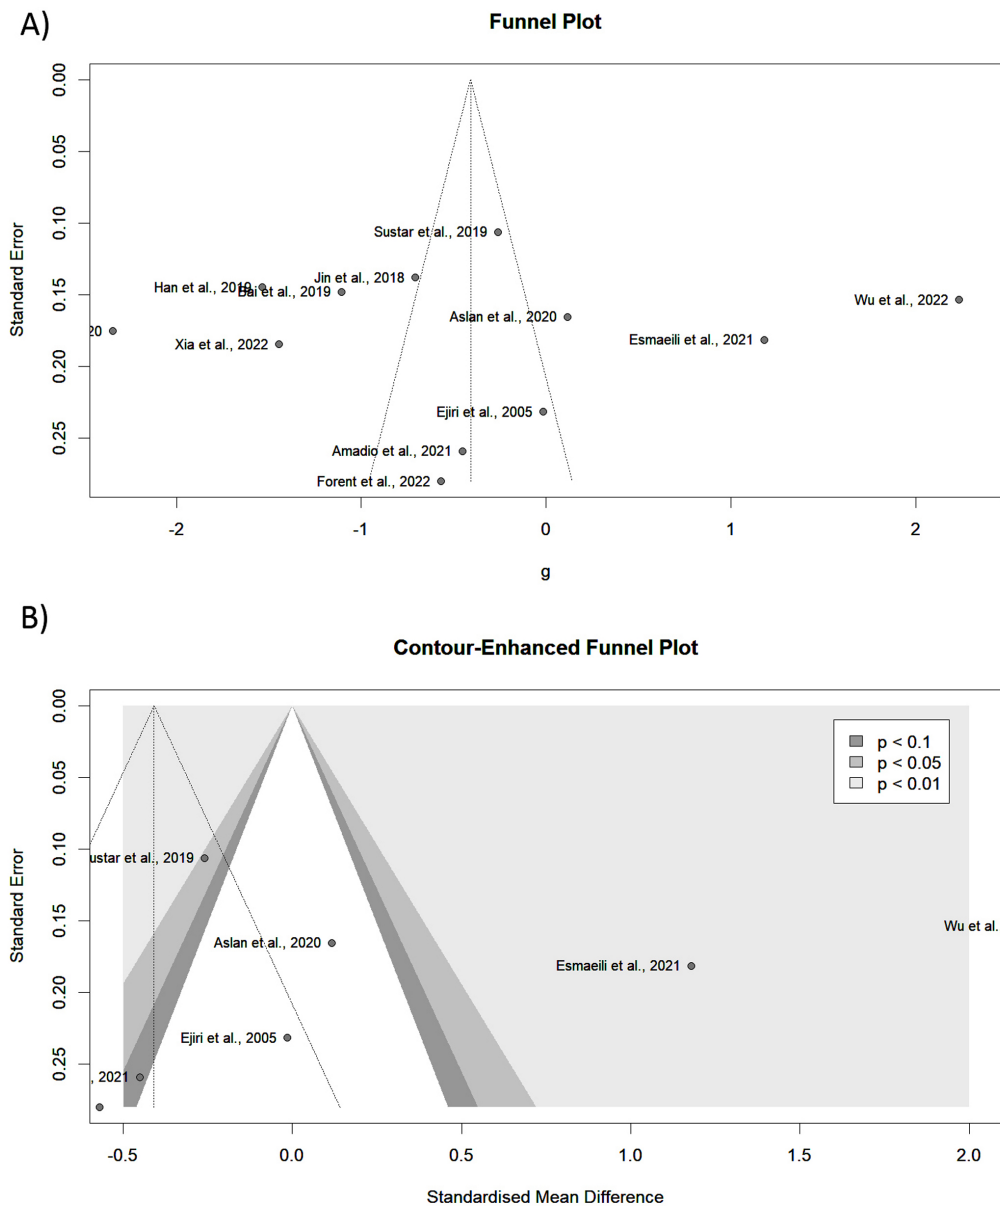 A)
Funnel Plot
0.00
0.05
0.10
0.15
0.20
0.25
Standard Error
Sustar et al., 2019
Jin et al., 2018
Han et al., 2019
Bai et al., 2019
Wu et al., 2022
Aslan et al., 2020
20
Esmaeili et al., 2021
Xia et al., 2022
Ejiri et al., 2005
Amadio et al., 2021
Forent et al., 2022
-2
-1
0
1
2
g
B)
Contour-Enhanced Funnel Plot
0.00
0.05
0.10
0.15
0.20
0.25
Standard Error
p < 0.1
p < 0.05
p < 0.01
ustar et al., 2019
Wu et al.
Aslan et al., 2020
Esmaeili et al., 2021
Ejiri et al., 2005
, 2021
-0.5
0.0
0.5
1.0
1.5
2.0
Standardised Mean Difference